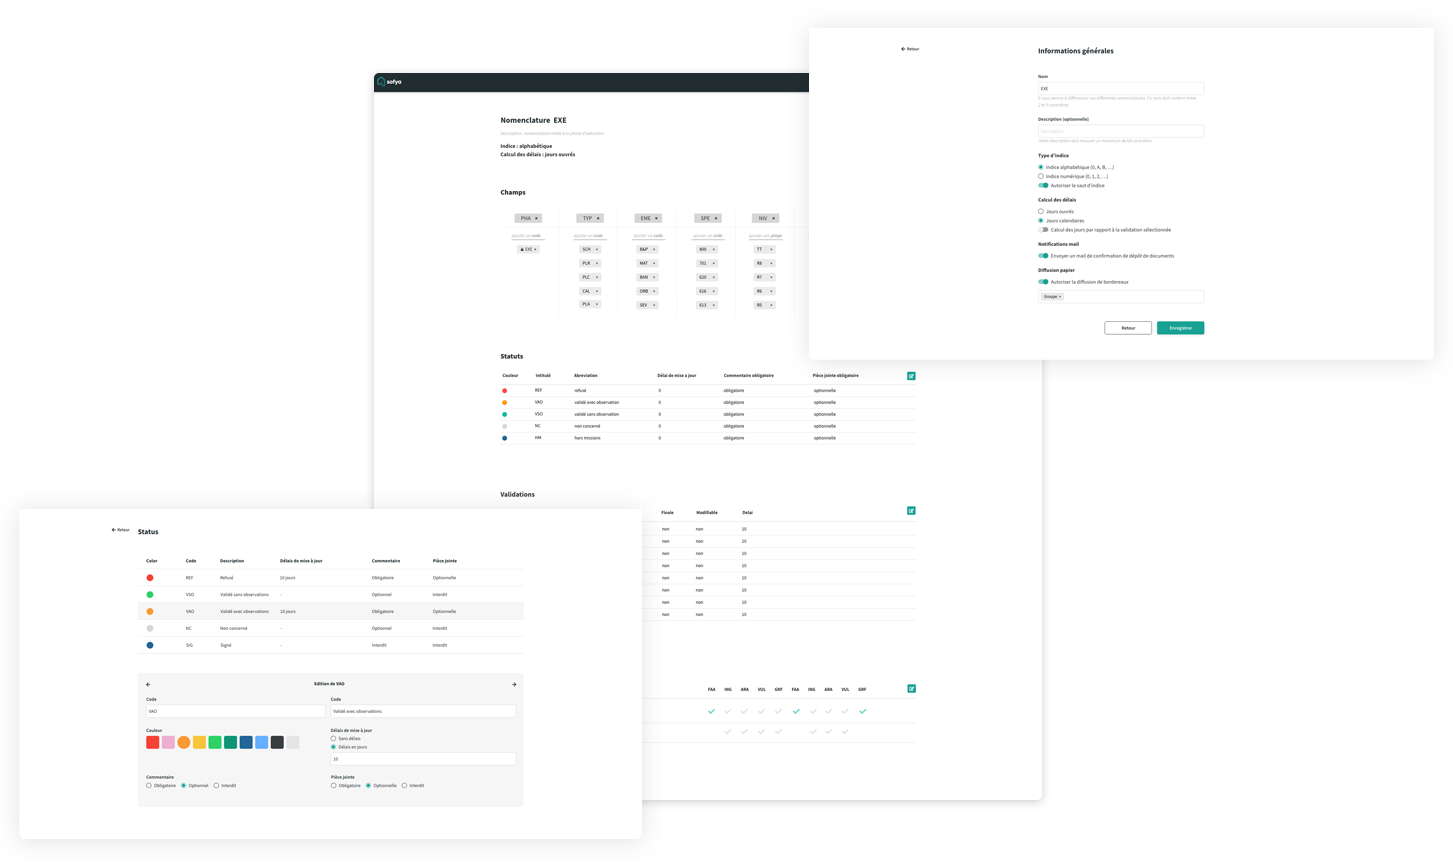 sofya
Nomenclature EXE
description : nomenclature reliée à la phase d'exécution
Indice : alphabétique
Calcul des délais : jours ouvrés
Champs
PHA TYP EME SPE NIV
ajouter un code ajouter un code ajouter un code ajouter un code ajouter une plage
EXE SCH B&P 800 TT
PLR MAT 701 R8
PLC BAN 620 R7
CAL ORB 616 R6
PLA SEV 613 R5
Statuts
Couleur Intitulé Abreviation Délai de mise a jour Commentaire obligatoire Pièce jointe obligatoire
REF refusé 0 obligatoire optionnelle
VAO validé avec observation 0 obligatoire optionnelle
VSO validé sans observation 0 obligatoire optionnelle
NC non concerné 0 obligatoire optionnelle
HM hors missions 0 obligatoire optionnelle
Validations
Finale Modifiable Delai
non non 10
non non 10
non non 10
non non 10
non non 10
non non 10
non non 10
non non 10
FAA ING ARA VUL GRF FAA ING ARA VUL GRF
Retour
Informations générales
Nom
EXE
Il vous servira à différencier vos différentes nomenclatures. Ce nom doit contenir entre
2 et 5 caractères.
Description (optionnelle)
Description
Votre description doit mesurer un maximum de 60 caractères.
Type d'indice
Indice alphabétique (0, A, B, ...)
Indice numérique (0, 1, 2, ...)
Autoriser le saut d'indice
Calcul des délais
Jours ouvrés
Jours calendaires
Calcul des jours par rapport à la validation sélectionnée
Notifications mail
Envoyer un mail de confirmation de dépôt de documents
Diffusion papier
Autoriser la diffusion de bordereaux
Groupe
Retour Enregistrer
Retour
Status
Color Code Description Délais de mise à jour Commentaire Pièce jointe
REF Refusé 10 jours Obligatoire Optionnelle
VSO Validé sans observations - Optionnel Interdit
VAO Validé avec observations 10 jours Obligatoire Optionnelle
NC Non concerné - Optionnel Interdit
SIG Signé - Interdit Interdit
Edition de VAO
Code Code
VAO Validé avec observations
Couleur Délais de mise à jour
Sans délais
Délais en jours
10
Commentaire Pièce jointe
Obligatoire Optionnel Interdit Obligatoire Optionnelle Interdit